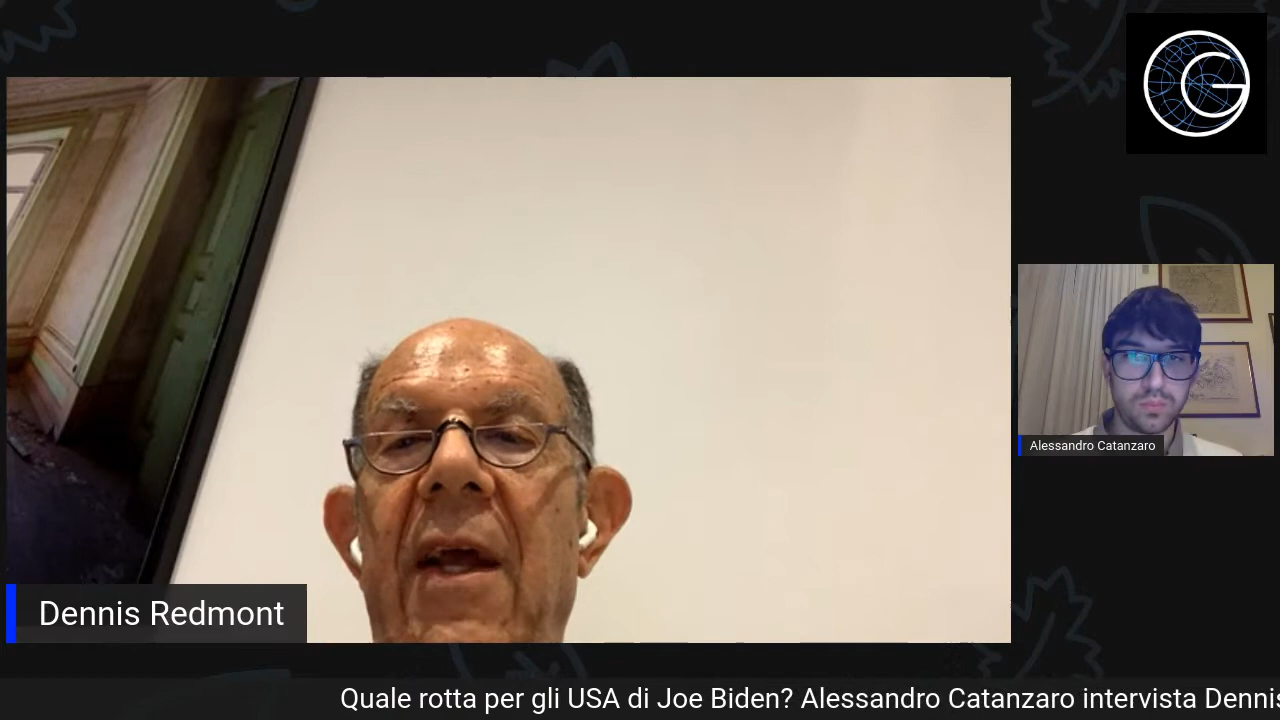 Alessandro Catanzaro
Dennis Redmont
Quale rotta per gli USA di Joe Biden? Alessandro Catanzaro intervista Dennis